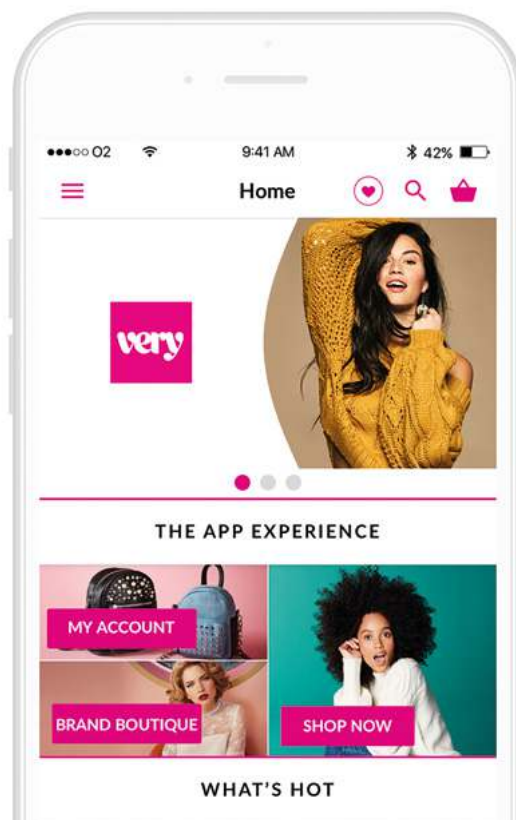 O2 9:41 AM 42%
Home
very
THE APP EXPERIENCE
MY ACCOUNT
BRAND BOUTIQUE
SHOP NOW
WHAT'S HOT